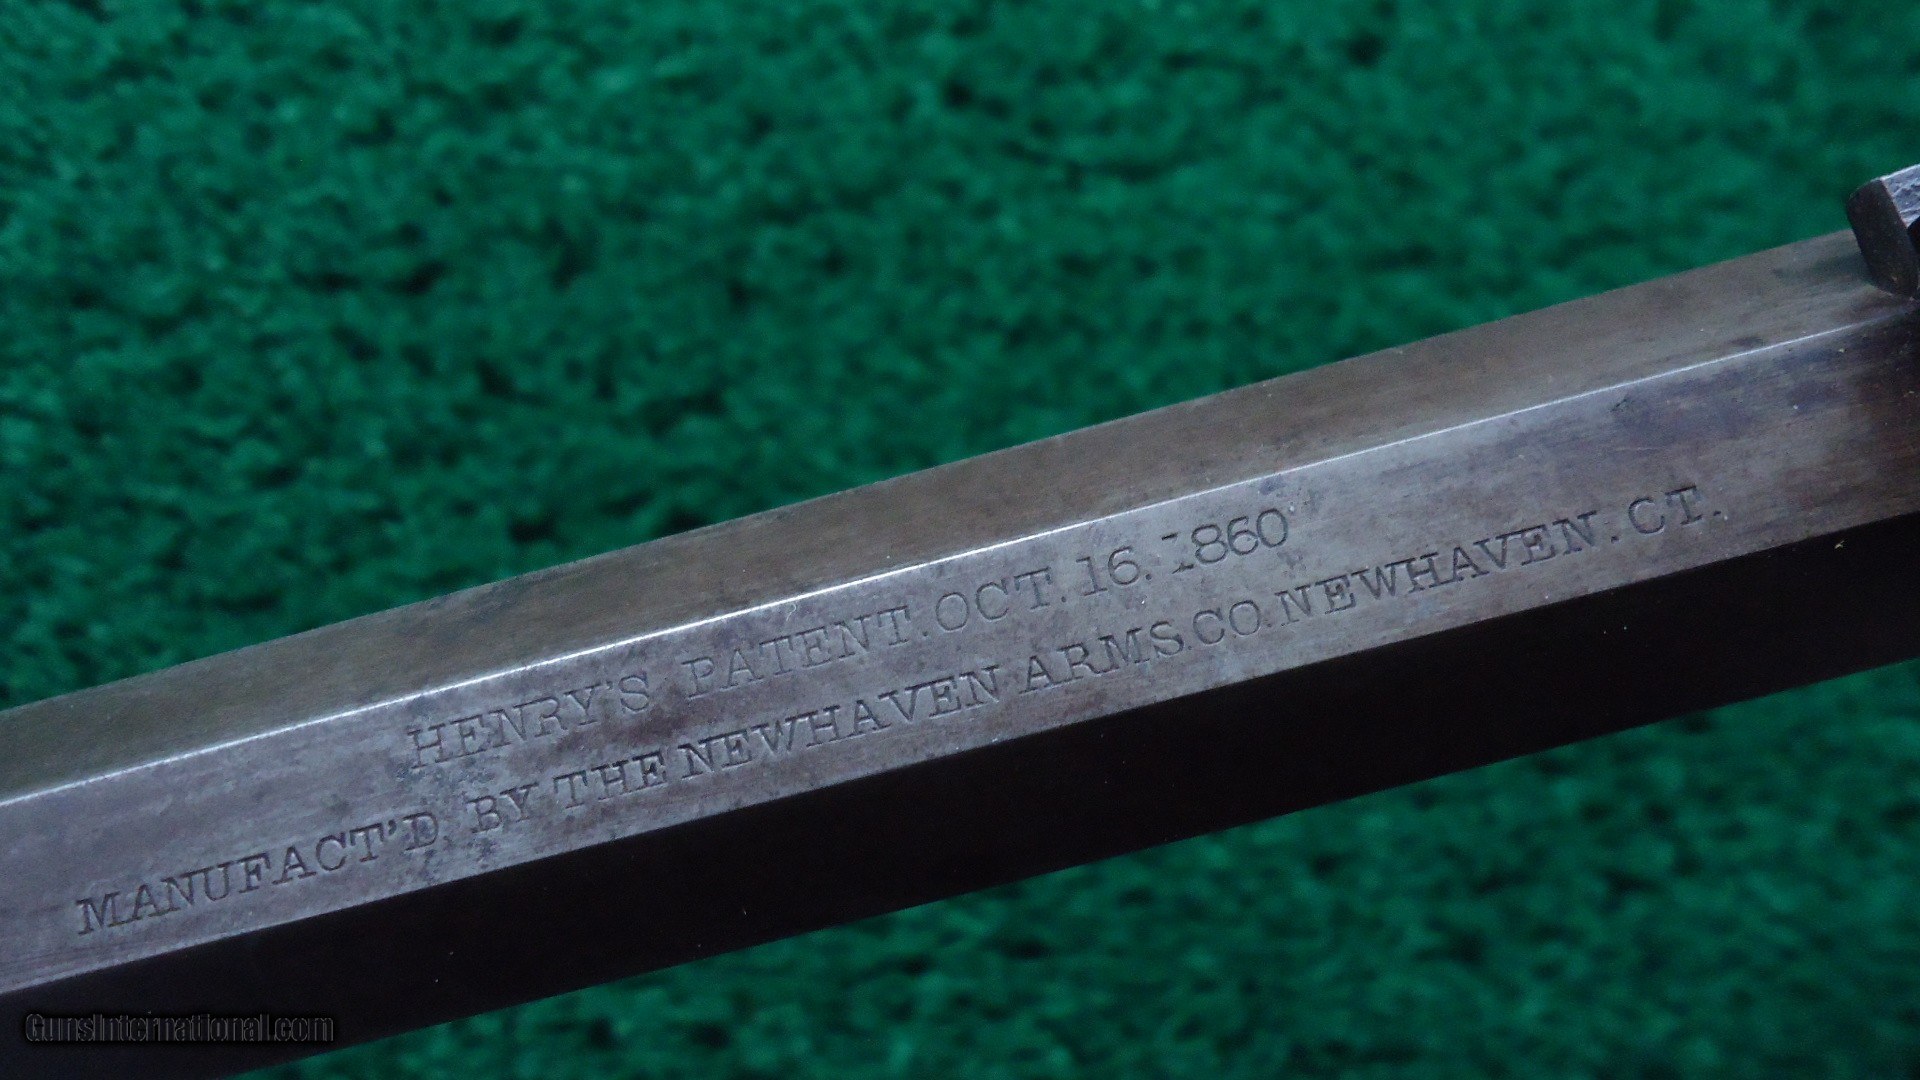 HENRY'S PATENT. OCT. 16. 1860
MANUFACT'D. BY THE NEWHAVEN ARMS. CO. NEWHAVEN. CT.
GunsInternational.com